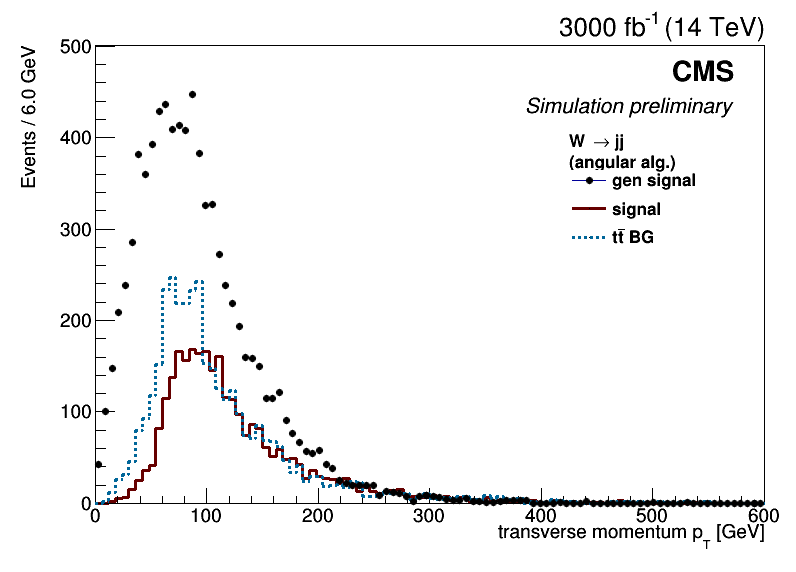 3000 fb⁻¹ (14 TeV)
Events / 6.0 GeV
500
400
300
200
100
0
CMS
Simulation preliminary
W → jj
(angular alg.)
gen signal
signal
tt̄ BG
0 100 200 300 400 500 600
transverse momentum p_T [GeV]